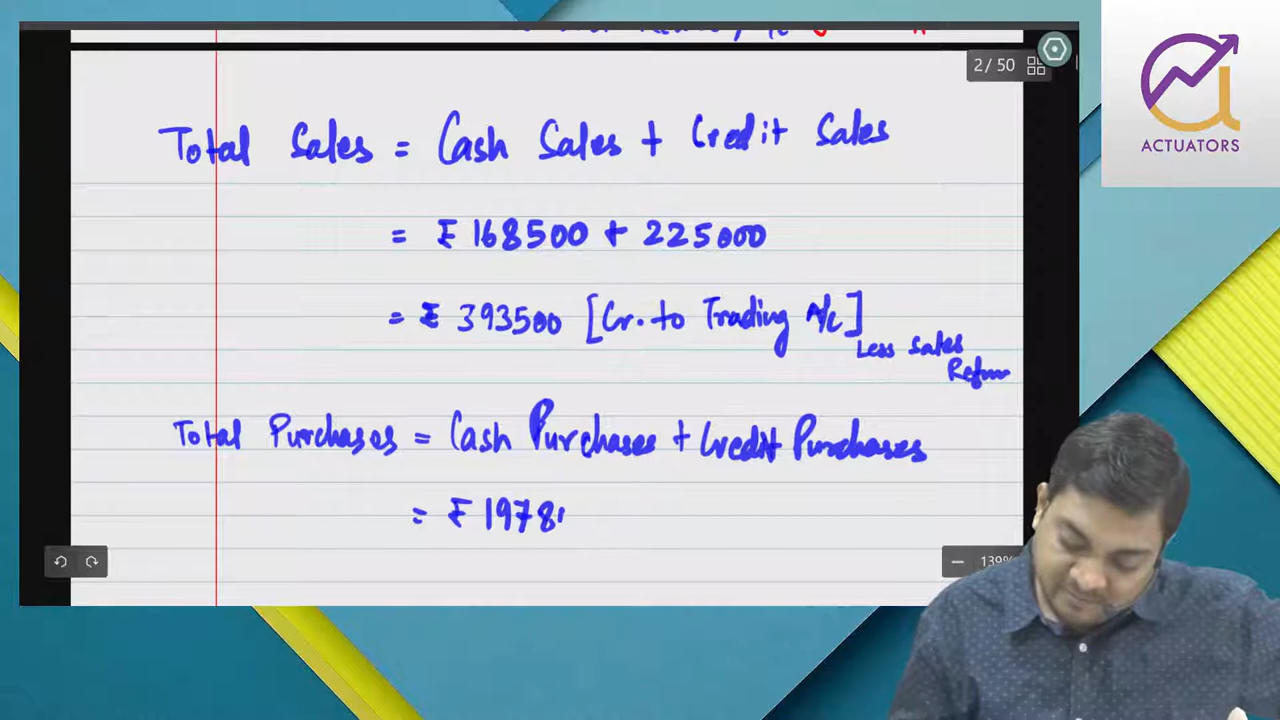 2 / 50
ACTUATORS
Total Sales = Cash Sales + Credit Sales
= ₹ 168500 + 225000
= ₹ 393500 [Cr. to Trading A/c]
Less Sales
Total Purchases = Cash Purchases + Credit Purchases
= ₹ 1978
139%